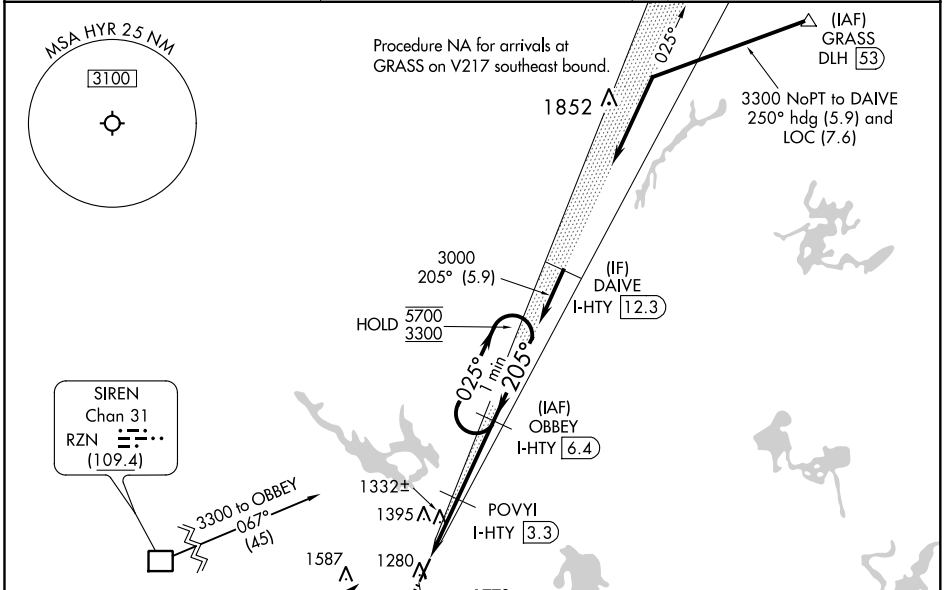 MSA HYR 25 NM
3100
Procedure NA for arrivals at
GRASS on V217 southeast bound.
025°
(IAF)
GRASS
DLH 53
1852
3300 NoPT to DAIVE
250° hdg (5.9) and
LOC (7.6)
3000
205° (5.9)
(IF)
DAIVE
I-HTY 12.3
HOLD 5700
3300
025°
1 min
205°
(IAF)
OBBEY
I-HTY 6.4
SIREN
Chan 31
RZN
(109.4)
3300 to OBBEY
067°
(45)
1332±
1395
POVYI
I-HTY 3.3
1587
1280